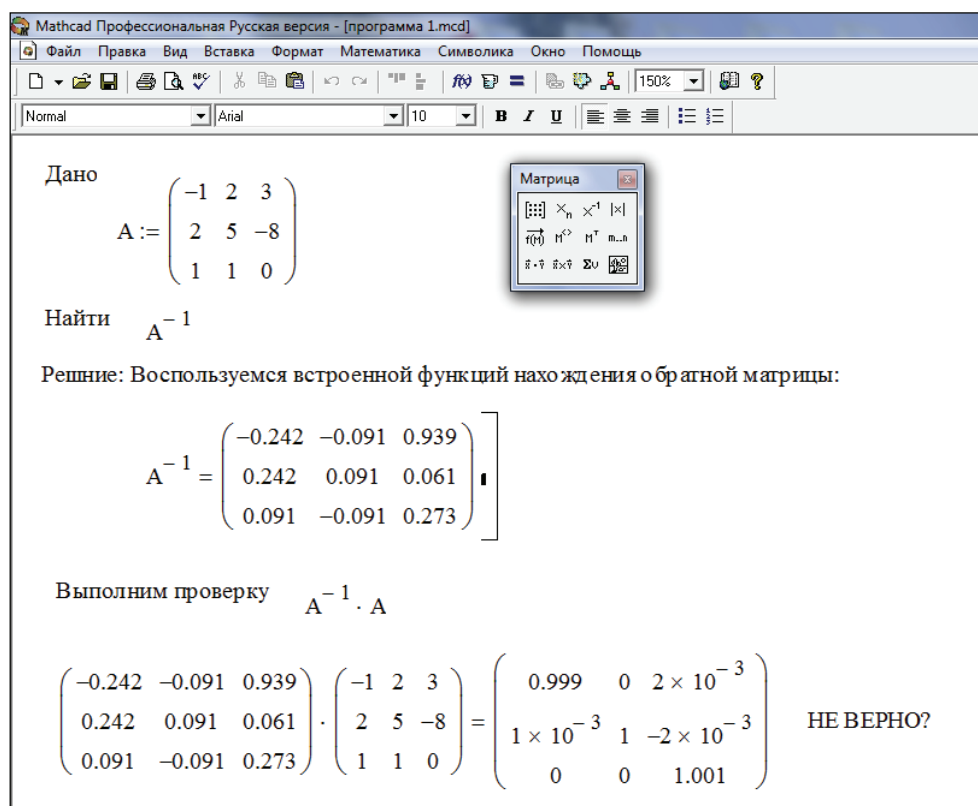 Mathcad Профессиональная Русская версия - [программа 1.mcd]
Файл Правка Вид Вставка Формат Математика Символика Окно Помощь
150%
Normal Arial 10 B I U
Дано
Матрица
A := ( −1 2 3
2 5 −8
1 1 0 )
Найти A^−1
Решние: Воспользуемся встроенной функций нахождения обратной матрицы:
A^−1 = ( −0.242 −0.091 0.939
0.242 0.091 0.061
0.091 −0.091 0.273 )
Выполним проверку A^−1 · A
( −0.242 −0.091 0.939 ) · ( −1 2 3 ) = ( 0.999 0 2 × 10^−3 )
( 0.242 0.091 0.061 ) · ( 2 5 −8 ) = ( 1 × 10^−3 1 −2 × 10^−3 ) НЕ ВЕРНО?
( 0.091 −0.091 0.273 ) ( 1 1 0 ) ( 0 0 1.001 )